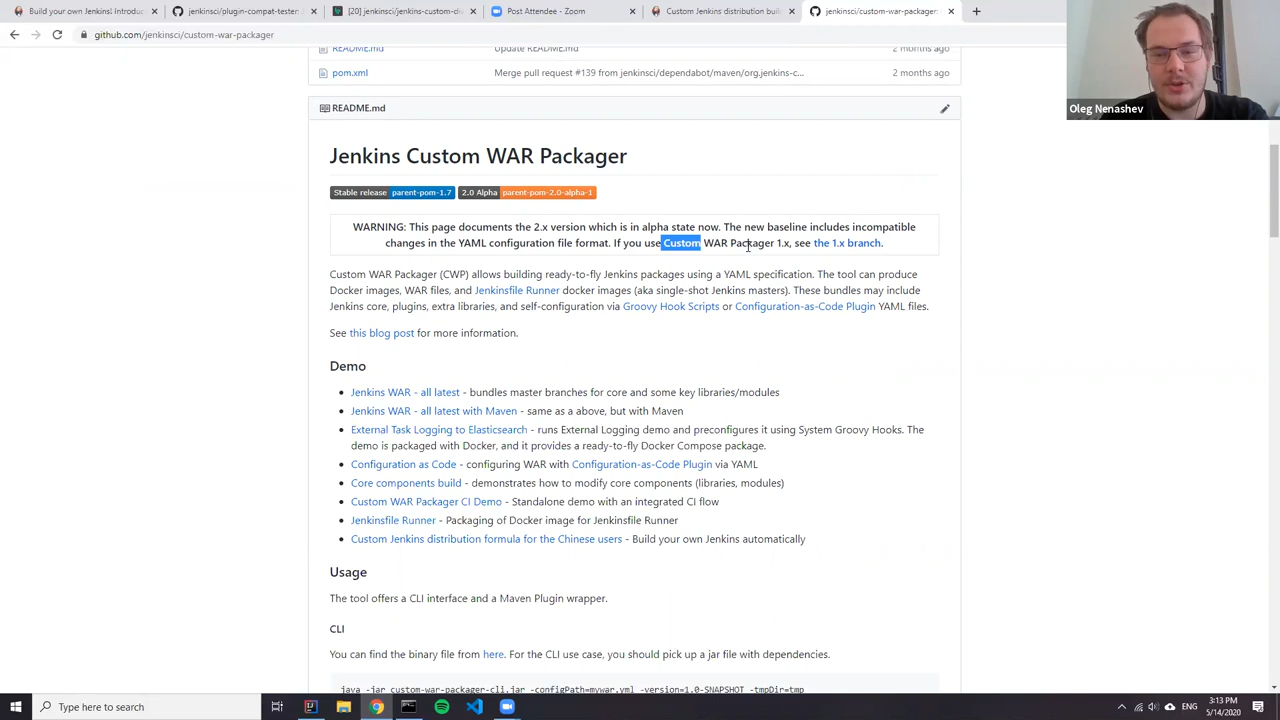 Build your own Jenkins! Introduc
jenkinsci/plugin-compat-tester:
[20] jenkinsci/jenkins-custom-di
Post Attendee - Zoom
Custom Jenkins distribution buil
jenkinsci/custom-war-packager:
github.com/jenkinsci/custom-war-packager
README.md Update README.md 2 months ago
pom.xml Merge pull request #139 from jenkinsci/dependabot/maven/org.jenkins-c... 2 months ago
Oleg Nenashev
README.md
Jenkins Custom WAR Packager
Stable release parent-pom-1.7 2.0 Alpha parent-pom-2.0-alpha-1
WARNING: This page documents the 2.x version which is in alpha state now. The new baseline includes incompatible
changes in the YAML configuration file format. If you use Custom WAR Packager 1.x, see the 1.x branch.
Custom WAR Packager (CWP) allows building ready-to-fly Jenkins packages using a YAML specification. The tool can produce
Docker images, WAR files, and Jenkinsfile Runner docker images (aka single-shot Jenkins masters). These bundles may include
Jenkins core, plugins, extra libraries, and self-configuration via Groovy Hook Scripts or Configuration-as-Code Plugin YAML files.
See this blog post for more information.
Demo
Jenkins WAR - all latest - bundles master branches for core and some key libraries/modules
Jenkins WAR - all latest with Maven - same as a above, but with Maven
External Task Logging to Elasticsearch - runs External Logging demo and preconfigures it using System Groovy Hooks. The
demo is packaged with Docker, and it provides a ready-to-fly Docker Compose package.
Configuration as Code - configuring WAR with Configuration-as-Code Plugin via YAML
Core components build - demonstrates how to modify core components (libraries, modules)
Custom WAR Packager CI Demo - Standalone demo with an integrated CI flow
Jenkinsfile Runner - Packaging of Docker image for Jenkinsfile Runner
Custom Jenkins distribution formula for the Chinese users - Build your own Jenkins automatically
Usage
The tool offers a CLI interface and a Maven Plugin wrapper.
CLI
You can find the binary file from here. For the CLI use case, you should pick up a jar file with dependencies.
java -jar custom-war-packager-cli.jar -configPath=mywar.yml -version=1.0-SNAPSHOT -tmpDir=tmp
Type here to search
ENG
3:13 PM
5/14/2020